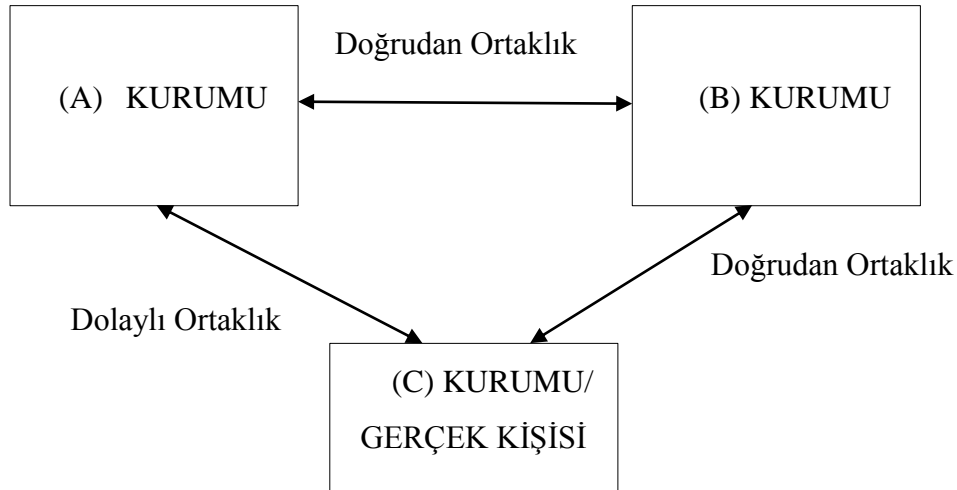 Doğrudan Ortaklık
(A) KURUMU
(B) KURUMU
Doğrudan Ortaklık
Dolaylı Ortaklık
(C) KURUMU/
GERÇEK KİŞİSİ